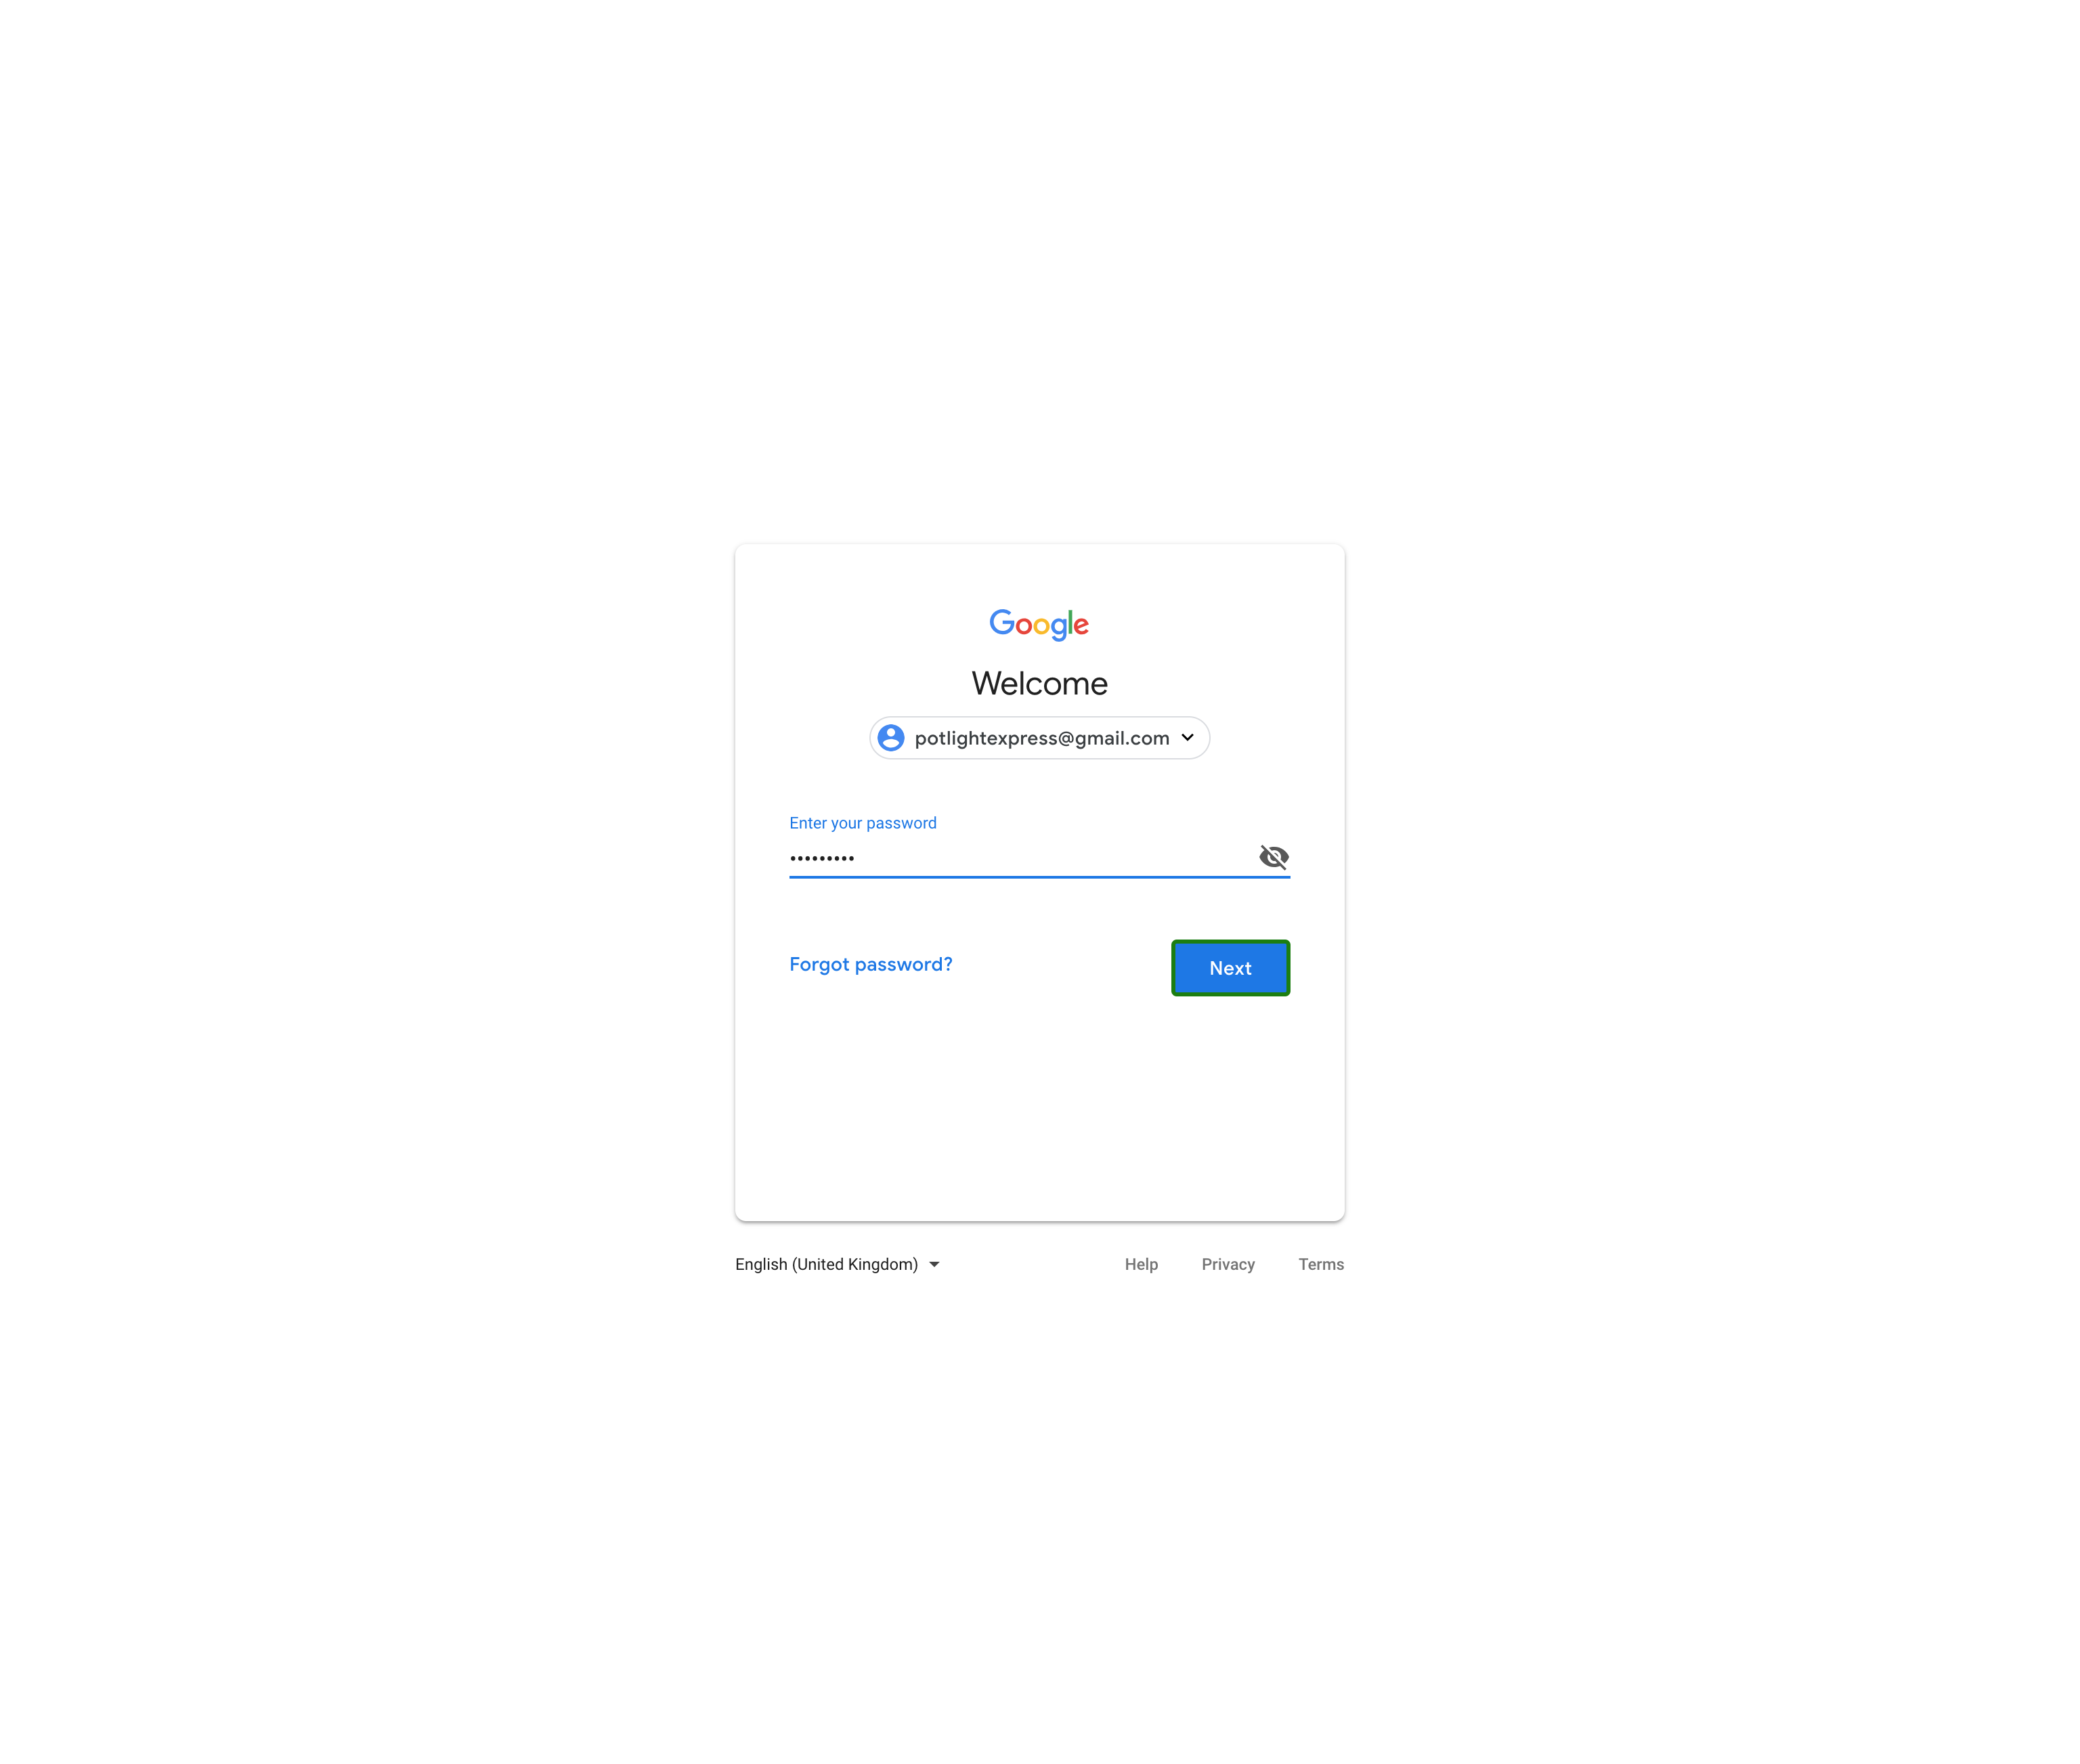 Google
Welcome
potlightexpress@gmail.com
Enter your password
•••••••••
Forgot password?
Next
English (United Kingdom)
Help
Privacy
Terms